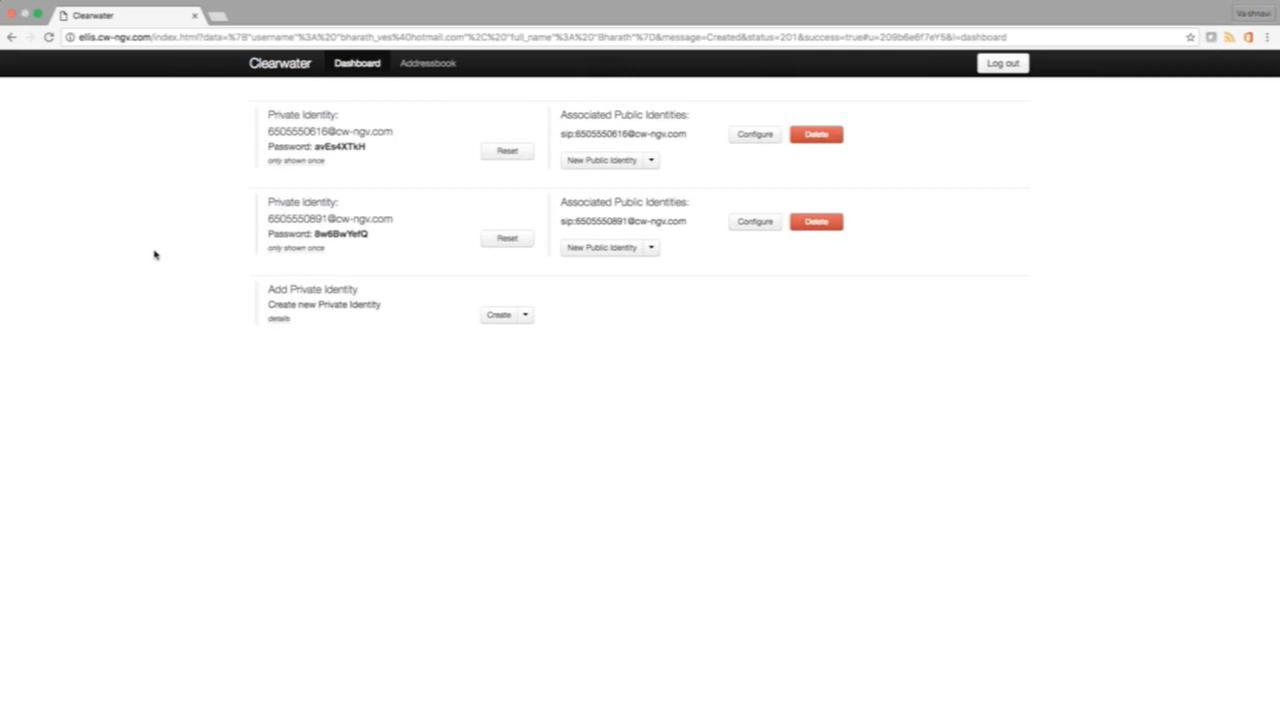 Clearwater
Vaishnavi
ellis.cw-ngv.com/index.html?data=%7B"username"%3A%20"bharath_yes%40hotmail.com"%2C%20"full_name"%3A%20"Bharath"%7D&message=Created&status=201&success=true#u=209b6e6f7eY5&l=dashboard
Clearwater Dashboard Addressbook Log out
Private Identity: Associated Public Identities:
6505550616@cw-ngv.com sip:6505550616@cw-ngv.com Configure Delete
Password: avEs4XTkH Reset
only shown once New Public Identity
Private Identity: Associated Public Identities:
6505550891@cw-ngv.com sip:6505550891@cw-ngv.com Configure Delete
Password: 8w6BwYefQ Reset
only shown once New Public Identity
Add Private Identity
Create new Private Identity
details Create